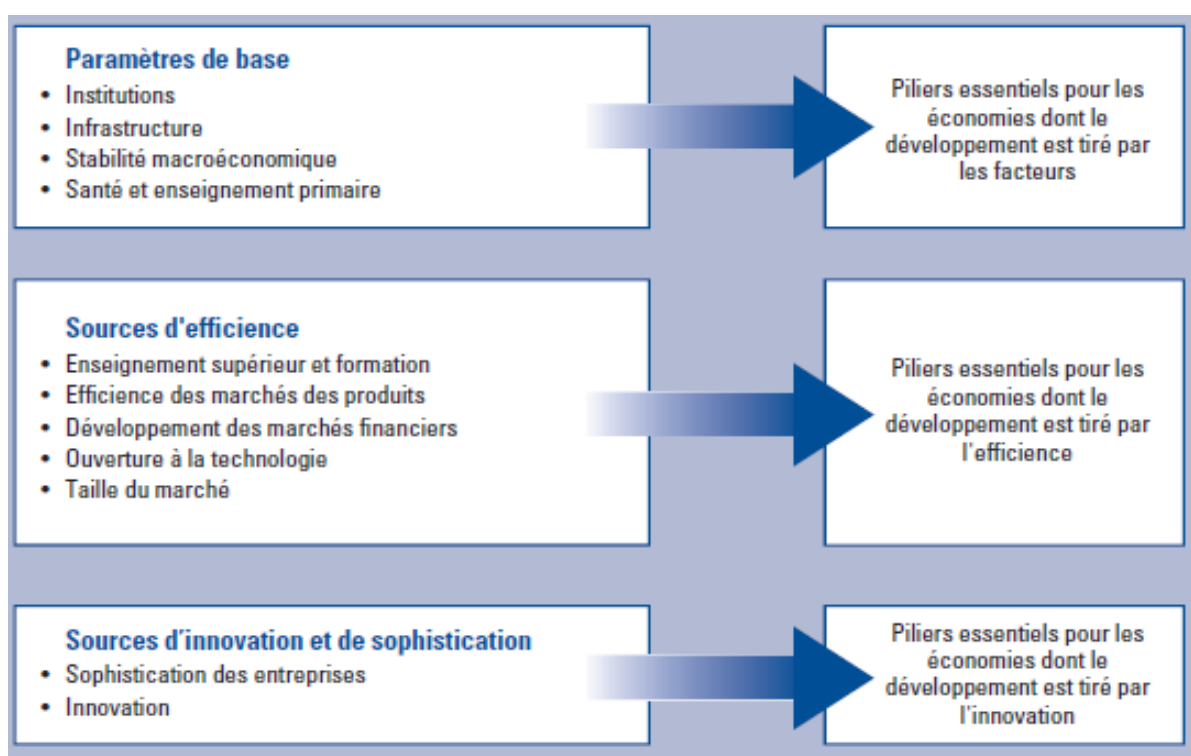 Paramètres de base
• Institutions
• Infrastructure
• Stabilité macroéconomique
• Santé et enseignement primaire
Piliers essentiels pour les
économies dont le
développement est tiré par
les facteurs
Sources d'efficience
• Enseignement supérieur et formation
• Efficience des marchés des produits
• Développement des marchés financiers
• Ouverture à la technologie
• Taille du marché
Piliers essentiels pour les
économies dont le
développement est tiré par
l'efficience
Sources d'innovation et de sophistication
• Sophistication des entreprises
• Innovation
Piliers essentiels pour les
économies dont le
développement est tiré par
l'innovation